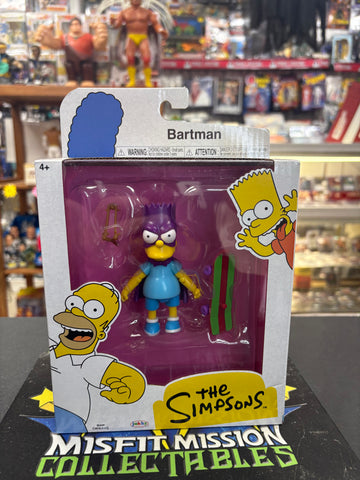 Bartman
WARNING
ATTENTION
4+
the
Simpsons
MISFIT MISSION
COLLECTABLES